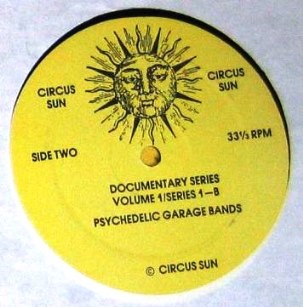 CIRCUS SUN
CIRCUS SUN
SIDE TWO
33⅓ RPM
DOCUMENTARY SERIES
VOLUME 1/SERIES 1—B
PSYCHEDELIC GARAGE BANDS
© CIRCUS SUN